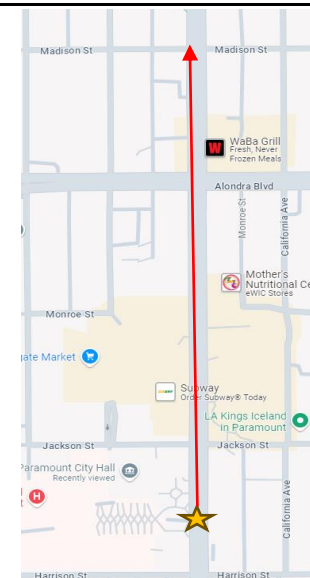 Madison St
Madison St
W
WaBa Grill
Fresh, Never
Frozen Meals
Alondra Blvd
Monroe St
California Ave
Mother's
Nutritional Ce
eWIC Stores
Monroe St
ate Market
Subway
Order Subway® Today
LA Kings Iceland
in Paramount
Jackson St
Jackson St
Paramount City Hall
Recently viewed
H
California Ave
Harrison St
Harrison St